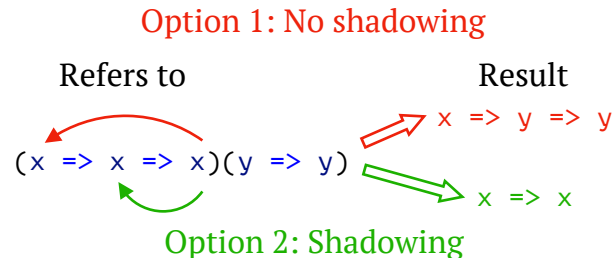 Option 1: No shadowing
Refers to
Result
x => y => y
(x => x => x)(y => y)
x => x
Option 2: Shadowing